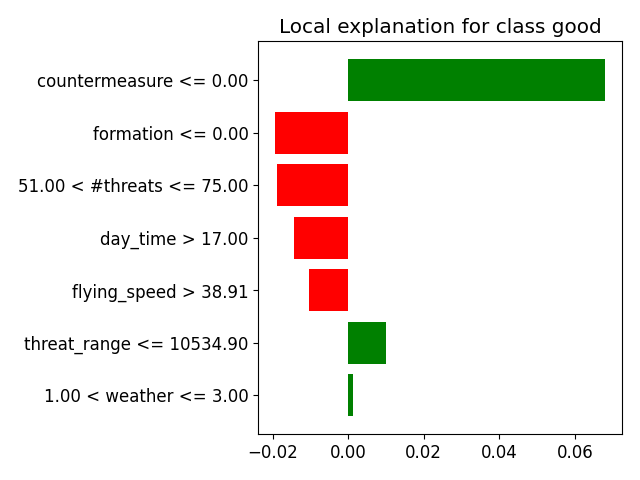 Local explanation for class good
countermeasure <= 0.00
formation <= 0.00
51.00 < #threats <= 75.00
day_time > 17.00
flying_speed > 38.91
threat_range <= 10534.90
1.00 < weather <= 3.00
−0.02 0.00 0.02 0.04 0.06